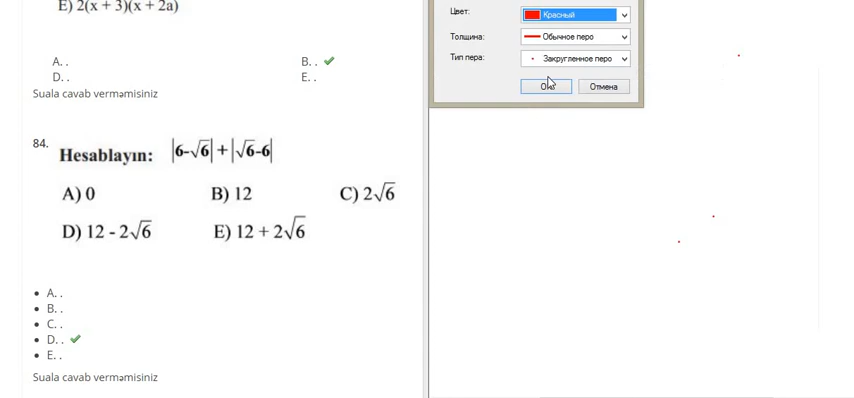 E) 2(x + 3)(x + 2a)
A. . B. .
D. . E. .
Suala cavab verməmisiniz
84. Hesablayın: |6-√6| + |√6-6|
A) 0 B) 12 C) 2√6
D) 12 - 2√6 E) 12 + 2√6
A. .
B. .
C. .
D. .
E. .
Suala cavab verməmisiniz
Цвет: Красный
Толщина: Обычное перо
Тип пера: Закругленное перо
Отмена